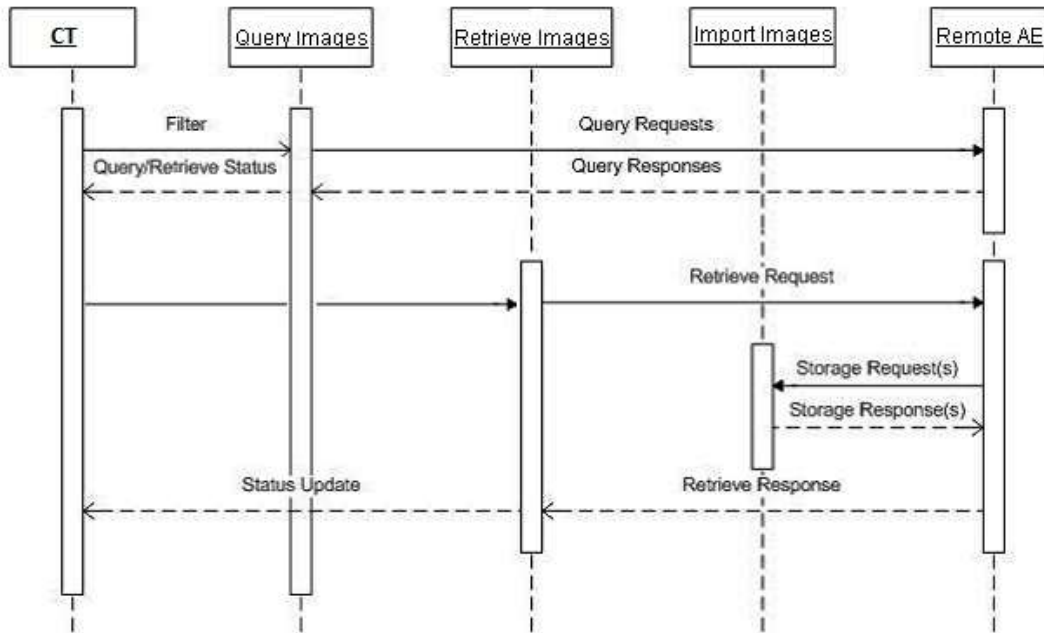 CT
Query Images
Retrieve Images
Import Images
Remote AE
Filter
Query Requests
Query/Retrieve Status
Query Responses
Retrieve Request
Storage Request(s)
Storage Response(s)
Status Update
Retrieve Response